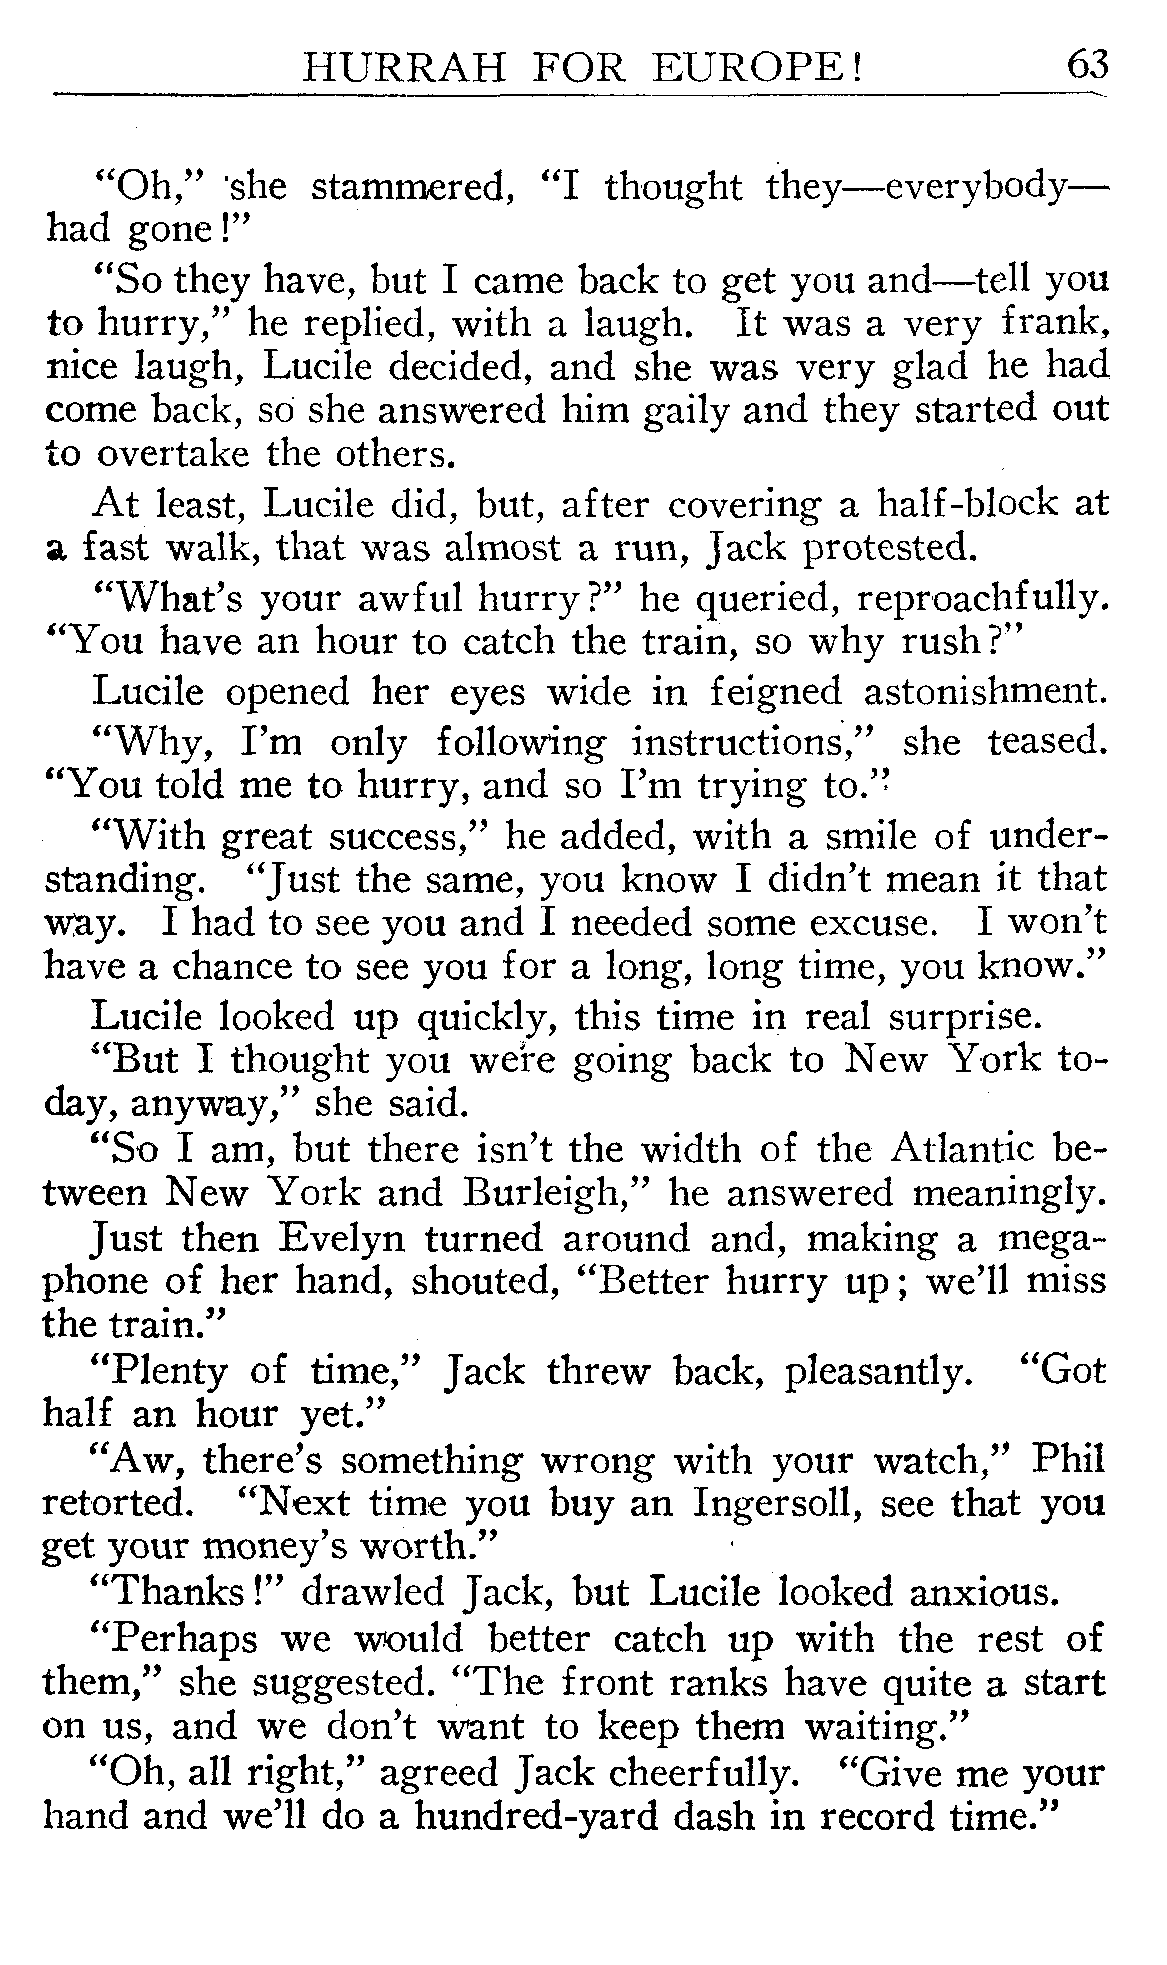 HURRAH FOR EUROPE! 63
“Oh,” she stammered, “I thought they—everybody—
had gone!”
“So they have, but I came back to get you and—tell you
to hurry,” he replied, with a laugh. It was a very frank,
nice laugh, Lucile decided, and she was very glad he had
come back, so she answered him gaily and they started out
to overtake the others.
At least, Lucile did, but, after covering a half-block at
a fast walk, that was almost a run, Jack protested.
“What’s your awful hurry?” he queried, reproachfully.
“You have an hour to catch the train, so why rush?”
Lucile opened her eyes wide in feigned astonishment.
“Why, I’m only following instructions,” she teased.
“You told me to hurry, and so I’m trying to.”
“With great success,” he added, with a smile of under-
standing. “Just the same, you know I didn’t mean it that
way. I had to see you and I needed some excuse. I won’t
have a chance to see you for a long, long time, you know.”
Lucile looked up quickly, this time in real surprise.
“But I thought you were going back to New York to-
day, anyway,” she said.
“So I am, but there isn’t the width of the Atlantic be-
tween New York and Burleigh,” he answered meaningly.
Just then Evelyn turned around and, making a mega-
phone of her hand, shouted, “Better hurry up; we’ll miss
the train.”
“Plenty of time,” Jack threw back, pleasantly. “Got
half an hour yet.”
“Aw, there’s something wrong with your watch,” Phil
retorted. “Next time you buy an Ingersoll, see that you
get your money’s worth.”
“Thanks!” drawled Jack, but Lucile looked anxious.
“Perhaps we would better catch up with the rest of
them,” she suggested. “The front ranks have quite a start
on us, and we don’t want to keep them waiting.”
“Oh, all right,” agreed Jack cheerfully. “Give me your
hand and we’ll do a hundred-yard dash in record time.”